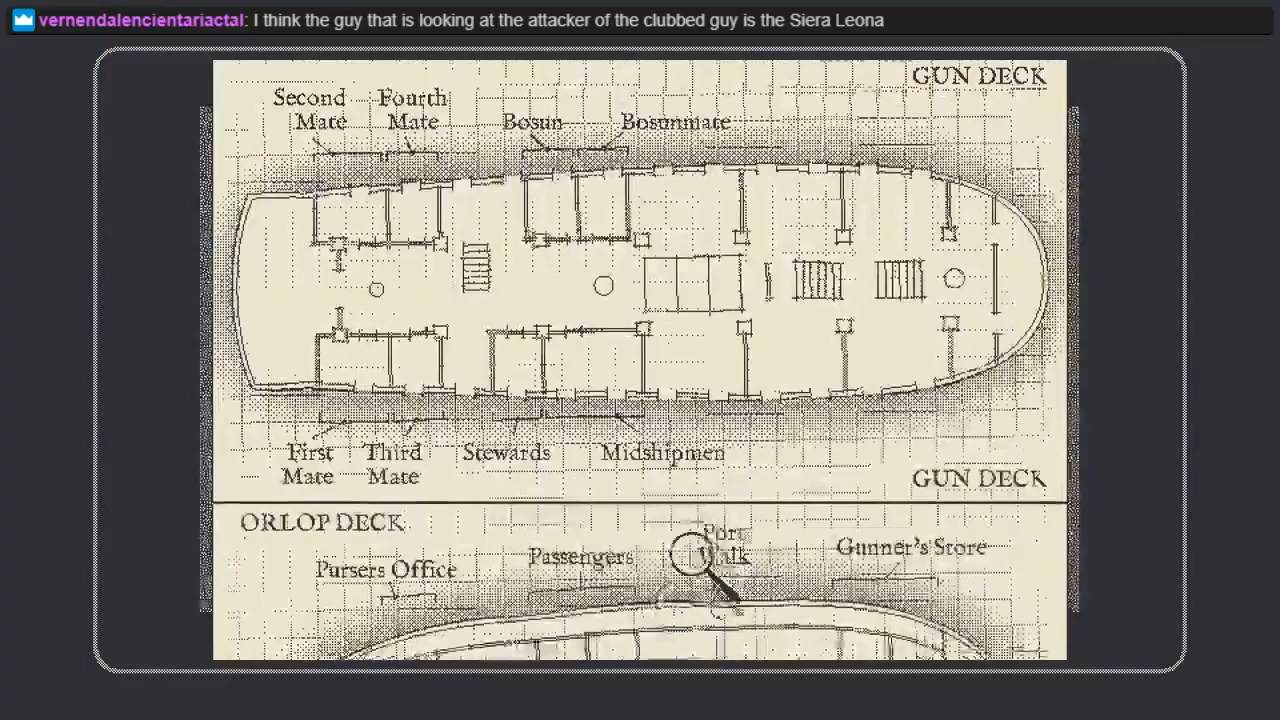 vernendalencientariactal: I think the guy that is looking at the attacker of the clubbed guy is the Siera Leona
GUN DECK
Second Mate
Fourth Mate
Bosun
Bosunmate
First Mate
Third Mate
Stewards
Midshipmen
GUN DECK
ORLOP DECK
Pursers Office
Passengers
Port Walk
Gunner's Store